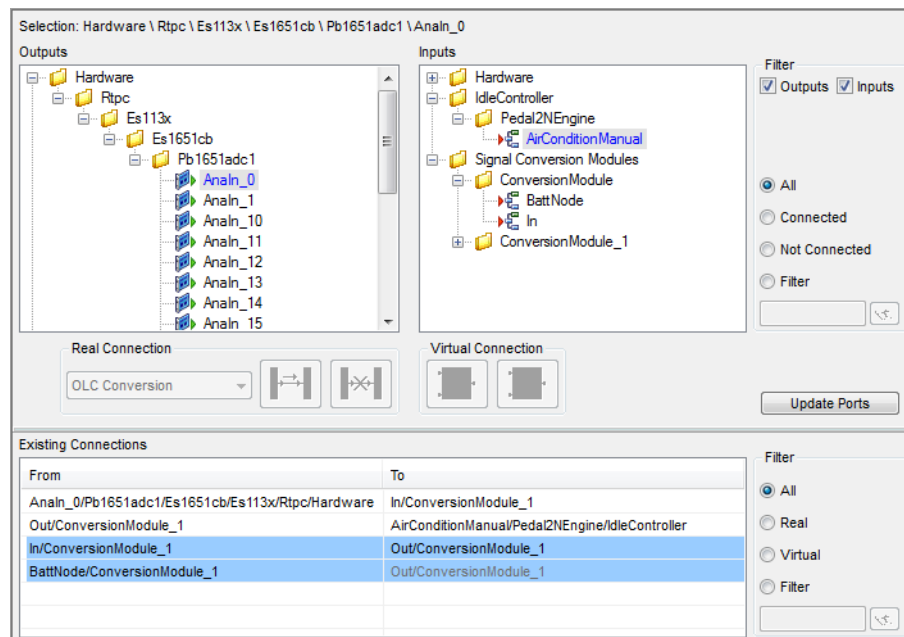 Selection: Hardware \ Rtpc \ Es113x \ Es1651cb \ Pb1651adc1 \ AnaIn_0
Outputs
Hardware
Rtpc
Es113x
Es1651cb
Pb1651adc1
AnaIn_0
AnaIn_1
AnaIn_10
AnaIn_11
AnaIn_12
AnaIn_13
AnaIn_14
AnaIn_15
Inputs
Hardware
IdleController
Pedal2NEngine
AirConditionManual
Signal Conversion Modules
ConversionModule
BattNode
In
ConversionModule_1
Filter
Outputs Inputs
All
Connected
Not Connected
Filter
Real Connection
OLC Conversion
Virtual Connection
Update Ports
Existing Connections
From To
AnaIn_0/Pb1651adc1/Es1651cb/Es113x/Rtpc/Hardware In/ConversionModule_1
Out/ConversionModule_1 AirConditionManual/Pedal2NEngine/IdleController
In/ConversionModule_1 Out/ConversionModule_1
BattNode/ConversionModule_1 Out/ConversionModule_1
Filter
All
Real
Virtual
Filter